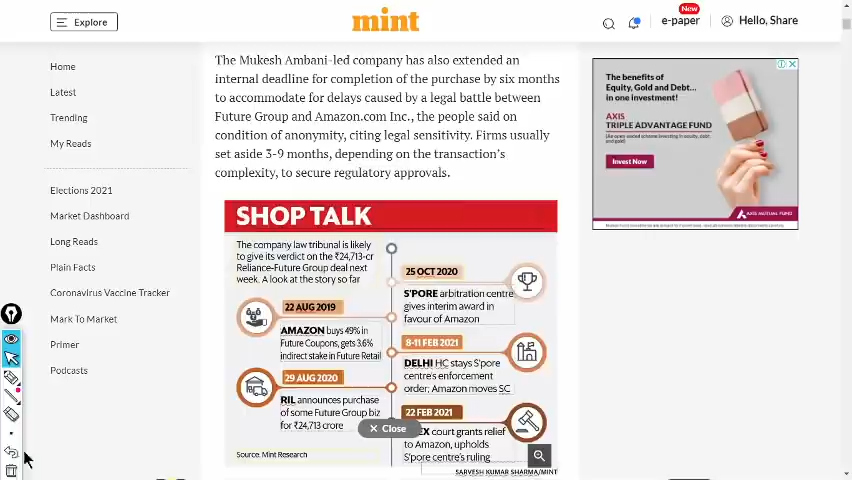 Explore
mint
New
e-paper
Hello, Share
Home
Latest
Trending
My Reads
Elections 2021
Market Dashboard
Long Reads
Plain Facts
Coronavirus Vaccine Tracker
Mark To Market
Primer
Podcasts
The Mukesh Ambani-led company has also extended an
internal deadline for completion of the purchase by six months
to accommodate for delays caused by a legal battle between
Future Group and Amazon.com Inc., the people said on
condition of anonymity, citing legal sensitivity. Firms usually
set aside 3-9 months, depending on the transaction's
complexity, to secure regulatory approvals.
SHOP TALK
The company law tribunal is likely
to give its verdict on the ₹24,713-cr
Reliance-Future Group deal next
week. A look at the story so far
22 AUG 2019
AMAZON buys 49% in
Future Coupons, gets 3.6%
indirect stake in Future Retail
29 AUG 2020
RIL announces purchase
of some Future Group biz
for ₹24,713 crore
25 OCT 2020
S'PORE arbitration centre
gives interim award in
favour of Amazon
8-11 FEB 2021
DELHI HC stays S'pore
centre's enforcement
order; Amazon moves SC
22 FEB 2021
EX court grants relief
to Amazon, upholds
S'pore centre's ruling
Close
Source: Mint Research
SARVESH KUMAR SHARMA/MINT
The benefits of
Equity, Gold and Debt...
in one investment!
AXIS
TRIPLE ADVANTAGE FUND
Invest Now
AXIS MUTUAL FUND